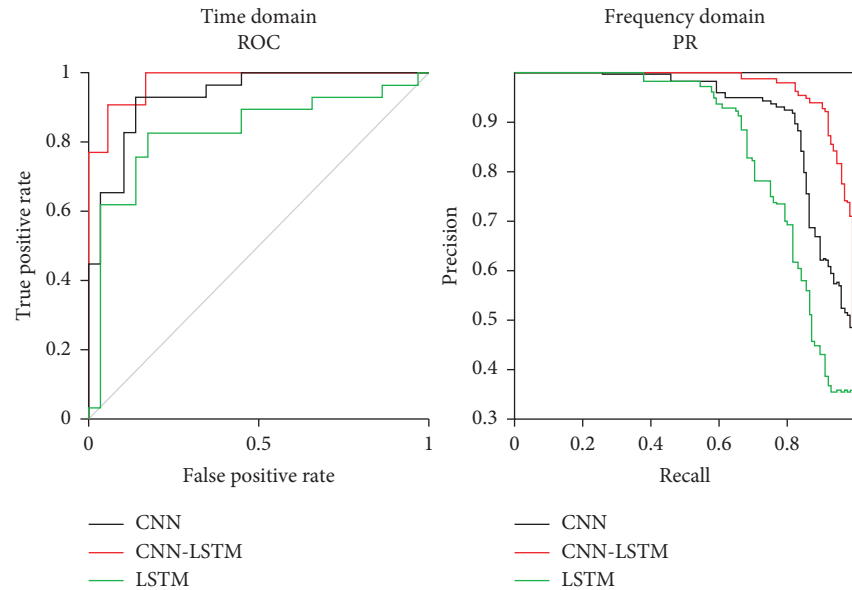 Time domain
ROC
True positive rate
1
0.8
0.6
0.4
0.2
0
0
0.5
1
False positive rate
CNN
CNN-LSTM
LSTM
Frequency domain
PR
Precision
0.9
0.8
0.7
0.6
0.5
0.4
0.3
0
0.2
0.4
0.6
0.8
Recall
CNN
CNN-LSTM
LSTM